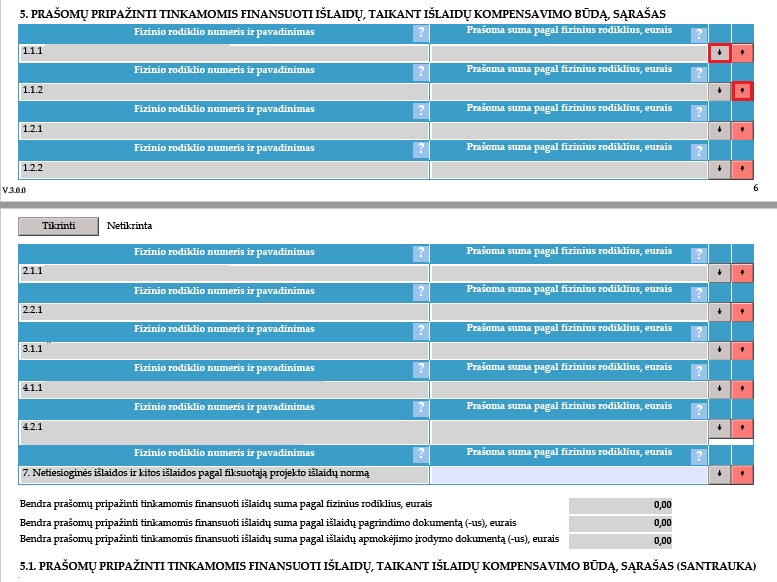 5. PRAŠOMŲ PRIPAŽINTI TINKAMOMIS FINANSUOTI IŠLAIDŲ, TAIKANT IŠLAIDŲ KOMPENSAVIMO BŪDĄ, SĄRAŠAS
Fizinio rodiklio numeris ir pavadinimas ? Prašoma suma pagal fizinius rodiklius, eurais ?
1.1.1
Fizinio rodiklio numeris ir pavadinimas ? Prašoma suma pagal fizinius rodiklius, eurais ?
1.1.2
Fizinio rodiklio numeris ir pavadinimas ? Prašoma suma pagal fizinius rodiklius, eurais ?
1.2.1
Fizinio rodiklio numeris ir pavadinimas ? Prašoma suma pagal fizinius rodiklius, eurais ?
1.2.2
V.3.0.0 6
Tikrinti Netikrinta
Fizinio rodiklio numeris ir pavadinimas ? Prašoma suma pagal fizinius rodiklius, eurais ?
2.1.1
Fizinio rodiklio numeris ir pavadinimas ? Prašoma suma pagal fizinius rodiklius, eurais ?
2.2.1
Fizinio rodiklio numeris ir pavadinimas ? Prašoma suma pagal fizinius rodiklius, eurais ?
3.1.1
Fizinio rodiklio numeris ir pavadinimas ? Prašoma suma pagal fizinius rodiklius, eurais ?
4.1.1
Fizinio rodiklio numeris ir pavadinimas ? Prašoma suma pagal fizinius rodiklius, eurais ?
4.2.1
Fizinio rodiklio numeris ir pavadinimas ? Prašoma suma pagal fizinius rodiklius, eurais ?
7. Netiesioginės išlaidos ir kitos išlaidos pagal fiksuotąją projekto išlaidų normą
Bendra prašomų pripažinti tinkamomis finansuoti išlaidų suma pagal fizinius rodiklius, eurais 0,00
Bendra prašomų pripažinti tinkamomis finansuoti išlaidų suma pagal išlaidų pagrindimo dokumentą (-us), eurais 0,00
Bendra prašomų pripažinti tinkamomis finansuoti išlaidų suma pagal išlaidų apmokėjimo įrodymo dokumentą (-us), eurais 0,00
5.1. PRAŠOMŲ PRIPAŽINTI TINKAMOMIS FINANSUOTI IŠLAIDŲ, TAIKANT IŠLAIDŲ KOMPENSAVIMO BŪDĄ, SĄRAŠAS (SANTRAUKA)